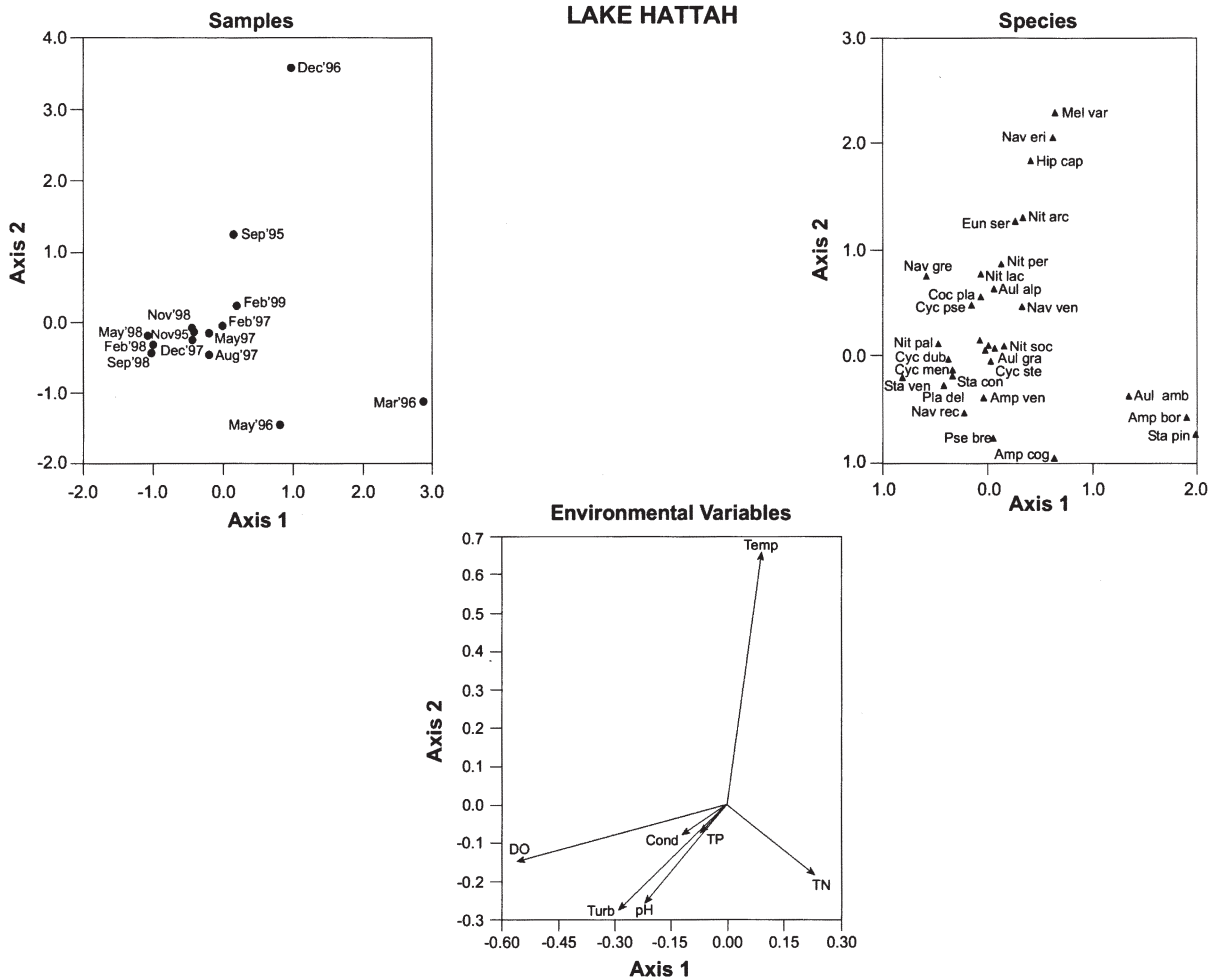 LAKE HATTAH
Samples
4.0
3.0
2.0
1.0
0.0
-1.0
-2.0
Axis 2
Dec'96
Sep'95
Feb'99
Nov'98
Feb'97
May'98
Nov95
May97
Feb'98
Dec'97
Aug'97
Sep'98
Mar'96
May'96
-2.0 -1.0 0.0 1.0 2.0 3.0
Axis 1
Species
3.0
2.0
1.0
0.0
1.0
Axis 2
Mel var
Nav eri
Hip cap
Nit arc
Eun ser
Nit per
Nav gre
Nit lac
Aul alp
Coc pla
Cyc pse
Nav ven
Nit pal
Nit soc
Cyc dub
Aul gra
Cyc men
Cyc ste
Sta ven
Sta con
Pla del
Amp ven
Aul amb
Nav rec
Amp bor
Pse bre
Sta pin
Amp cog
1.0 0.0 1.0 2.0
Axis 1
Environmental Variables
0.7
0.6
0.5
0.4
0.3
0.2
0.1
0.0
-0.1
-0.2
-0.3
Axis 2
Temp
Cond
TP
DO
TN
Turb
pH
-0.60 -0.45 -0.30 -0.15 0.00 0.15 0.30
Axis 1